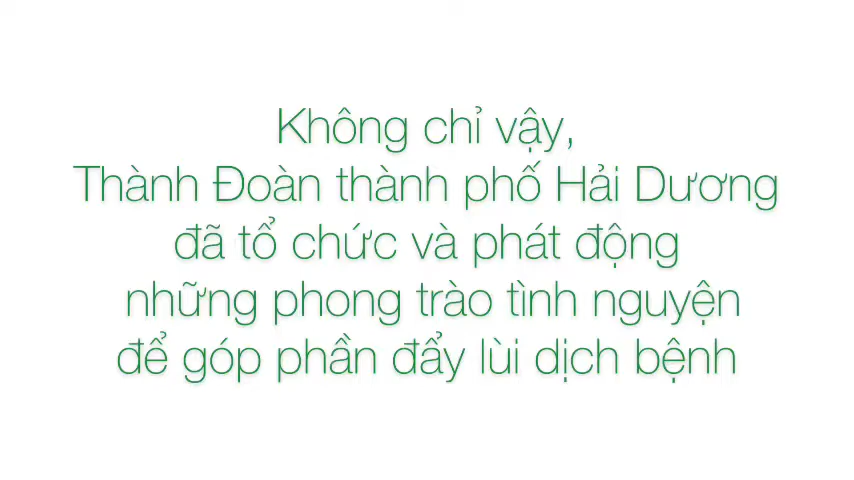 Không chỉ vậy,
Thành Đoàn thành phố Hải Dương
đã tổ chức và phát động
những phong trào tình nguyện
để góp phần đẩy lùi dịch bệnh